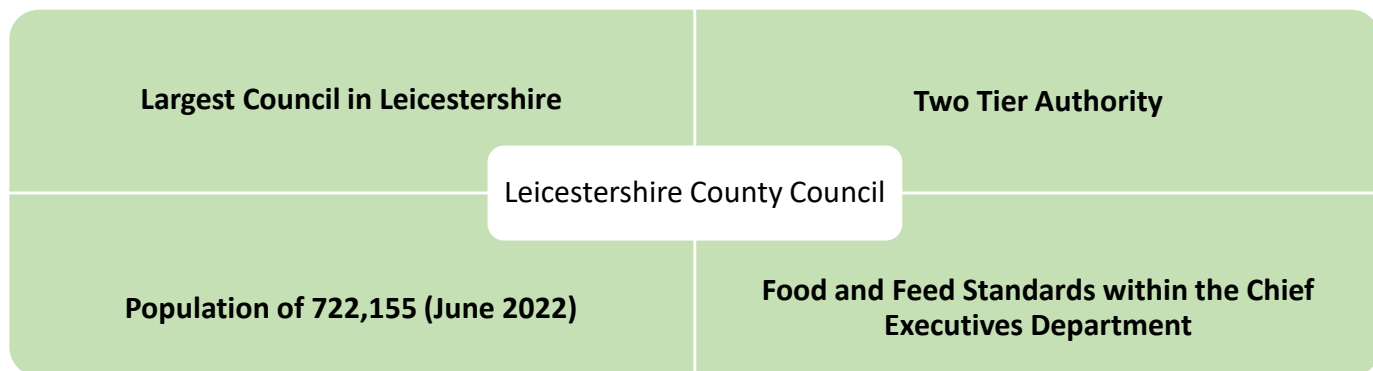 Largest Council in Leicestershire
Two Tier Authority
Leicestershire County Council
Population of 722,155 (June 2022)
Food and Feed Standards within the Chief
Executives Department